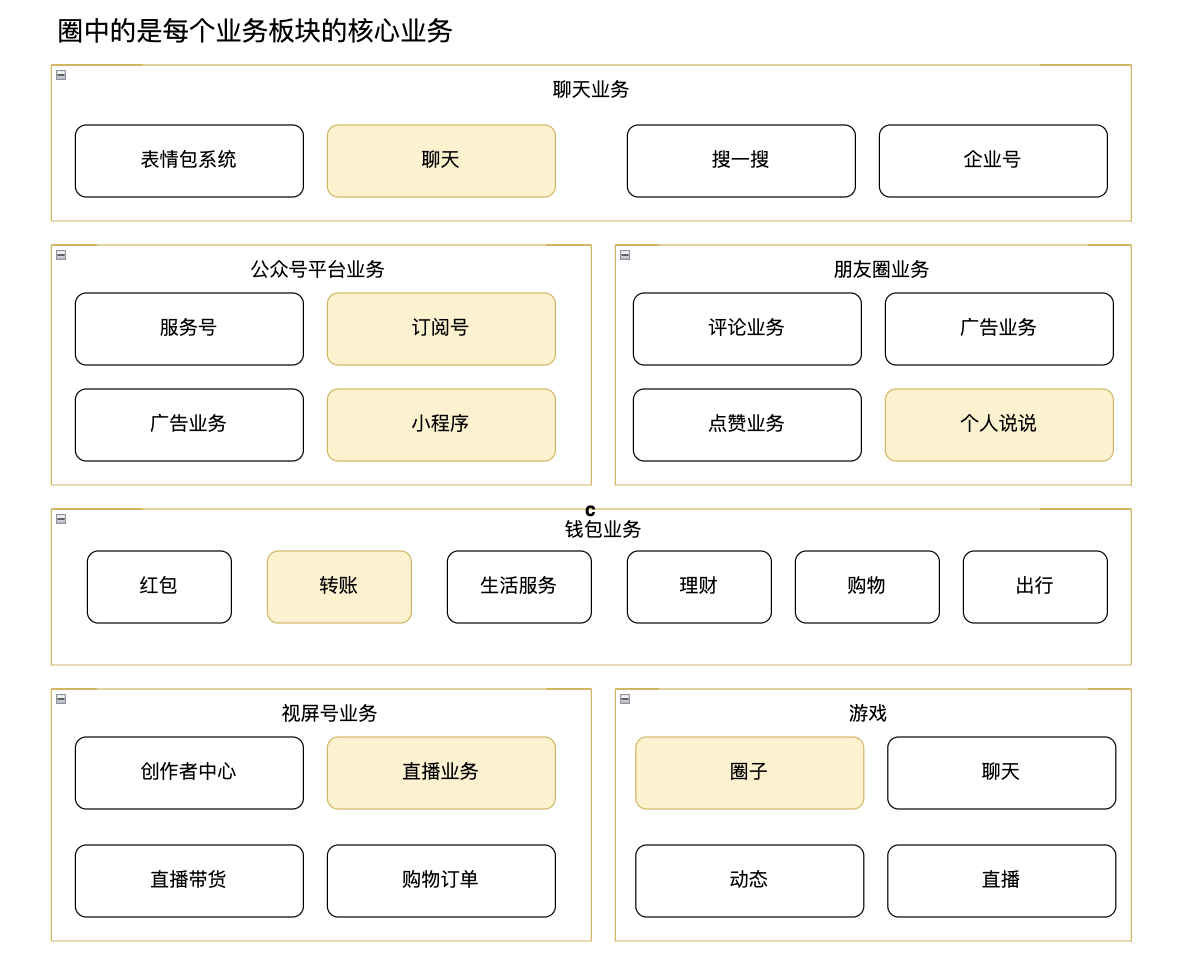 圈中的是每个业务板块的核心业务
聊天业务
表情包系统
聊天
搜一搜
企业号
公众号平台业务
服务号
订阅号
广告业务
小程序
朋友圈业务
评论业务
广告业务
点赞业务
个人说说
c
钱包业务
红包
转账
生活服务
理财
购物
出行
视屏号业务
创作者中心
直播业务
直播带货
购物订单
游戏
圈子
聊天
动态
直播